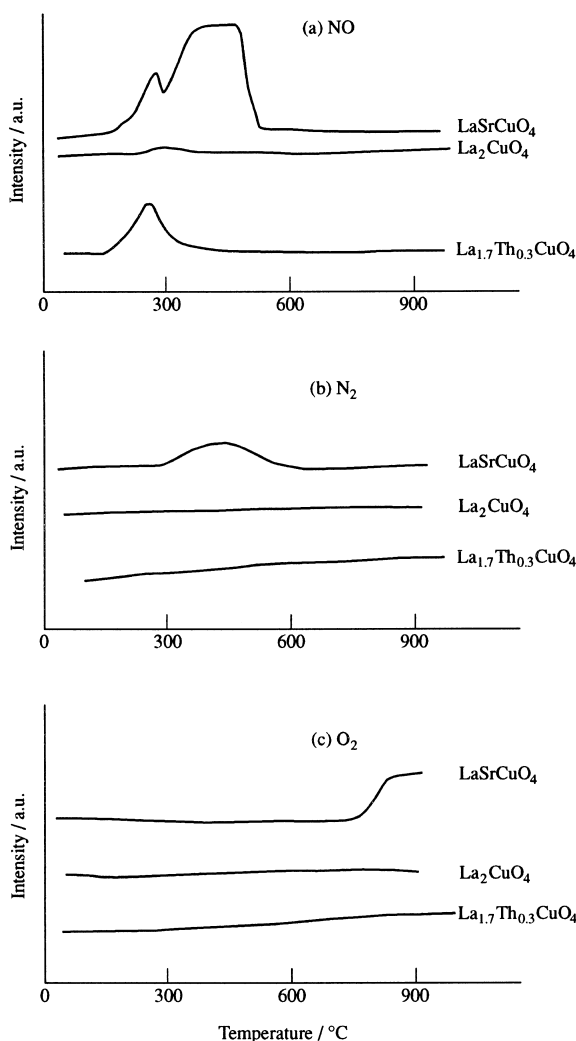 (a) NO
Intensity / a.u.
LaSrCuO₄
La₂CuO₄
La₁.₇Th₀.₃CuO₄
0 300 600 900
(b) N₂
Intensity / a.u.
LaSrCuO₄
La₂CuO₄
La₁.₇Th₀.₃CuO₄
0 300 600 900
(c) O₂
Intensity / a.u.
LaSrCuO₄
La₂CuO₄
La₁.₇Th₀.₃CuO₄
0 300 600 900
Temperature / °C